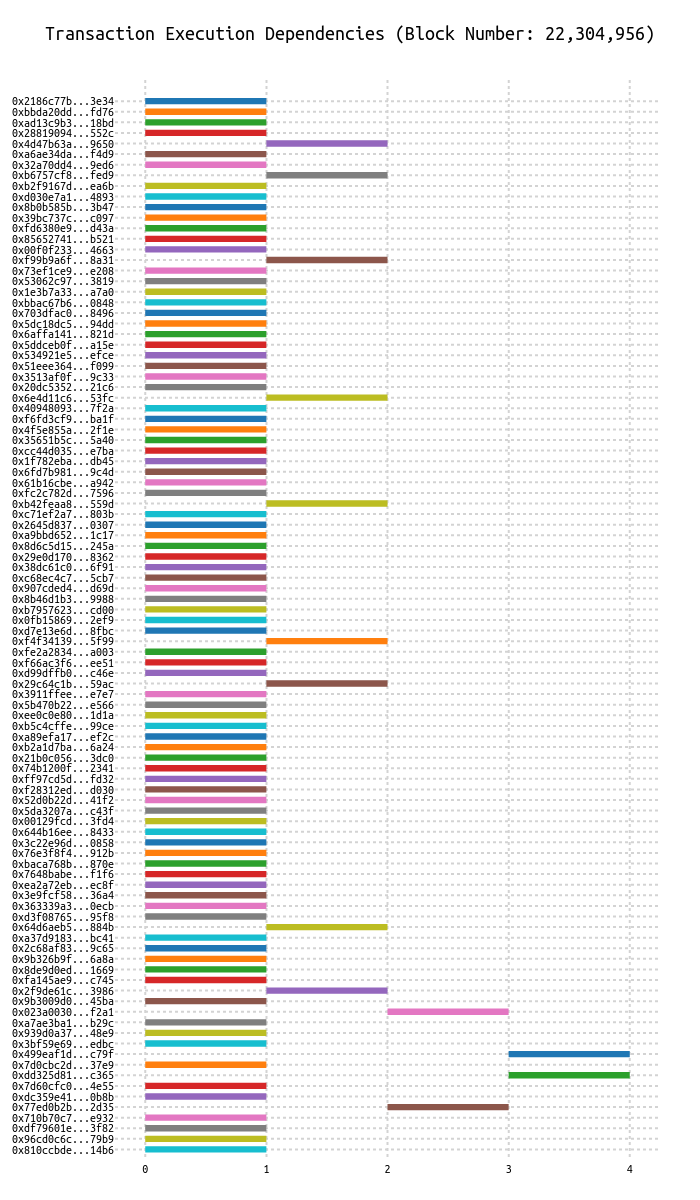 Transaction Execution Dependencies (Block Number: 22,304,956)
0x2186c77b...3e34
0xbbda20dd...fd76
0xad13c9b3...18bd
0x28819094...552c
0x4d47b63a...9650
0xa6ae34da...f4d9
0x32a70dd4...9ed6
0xb6757cf8...fed9
0xb2f9167d...ea6b
0xd030e7a1...4893
0x8b0b585b...3b47
0x39bc737c...c097
0xfd6380e9...d43a
0x85652741...b521
0x00f0f233...4663
0xf99b9a6f...8a31
0x73ef1ce9...e208
0x53062c97...3819
0x1e3b7a33...a7a0
0xbbac67b6...0848
0x703dfac0...8496
0x5dc18dc5...94dd
0x6affa141...821d
0x5ddceb0f...a15e
0x534921e5...efce
0x51eee364...f099
0x3513af0f...9c33
0x20dc5352...21c6
0x6e4d11c6...53fc
0x40948093...7f2a
0xf6fd3cf9...ba1f
0x4f5e855a...2f1e
0x35651b5c...5a40
0xcc44d035...e7ba
0x1f782eba...db45
0x6fd7b981...9c4d
0x61b16cbe...a942
0xfc2c782d...7596
0xb42feaa8...559d
0xc71ef2a7...803b
0x2645d837...0307
0xa9bbd652...1c17
0x8d6c5d15...245a
0x29e0d170...8362
0x38dc61c0...6f91
0xc68ec4c7...5cb7
0x907cded4...d69d
0x8b46d1b3...9988
0xb7957623...cd00
0x0fb15869...2ef9
0xd7e13e6d...8fbc
0xf4f34139...5f99
0xfe2a2834...a003
0xf66ac3f6...ee51
0xd99dffb0...c46e
0x29c64c1b...59ac
0x3911ffee...e7e7
0x5b470b22...e566
0xee0c0e80...1d1a
0xb5c4cffe...99ce
0xa89efa17...ef2c
0xb2a1d7ba...6a24
0x21b0c056...3dc0
0x74b1200f...2341
0xff97cd5d...fd32
0xf28312ed...d030
0x52d0b22d...41f2
0x5da3207a...c43f
0x00129fcd...3fd4
0x644b16ee...8433
0x3c22e96d...0858
0x76e3f8f4...912b
0xbaca768b...870e
0x7648babe...f1f6
0xea2a72eb...ec8f
0x3e9fcf58...36a4
0x363339a3...0ecb
0xd3f08765...95f8
0x64d6aeb5...884b
0xa37d9183...bc41
0x2c68af83...9c65
0x9b326b9f...6a8a
0x8de9d0ed...1669
0xfa145ae9...c745
0x2f9de61c...3986
0x9b3009d0...45ba
0x023a0030...f2a1
0xa7ae3ba1...b29c
0x939d0a37...48e9
0x3bf59e69...edbc
0x499eaf1d...c79f
0x7d0cbc2d...37e9
0xdd325d81...c365
0x7d60cfc0...4e55
0xdc359e41...0b8b
0x77ed0b2b...2d35
0x710b70c7...e932
0xdf79601e...3f82
0x96cd0c6c...79b9
0x810ccbde...14b6
0 1 2 3 4